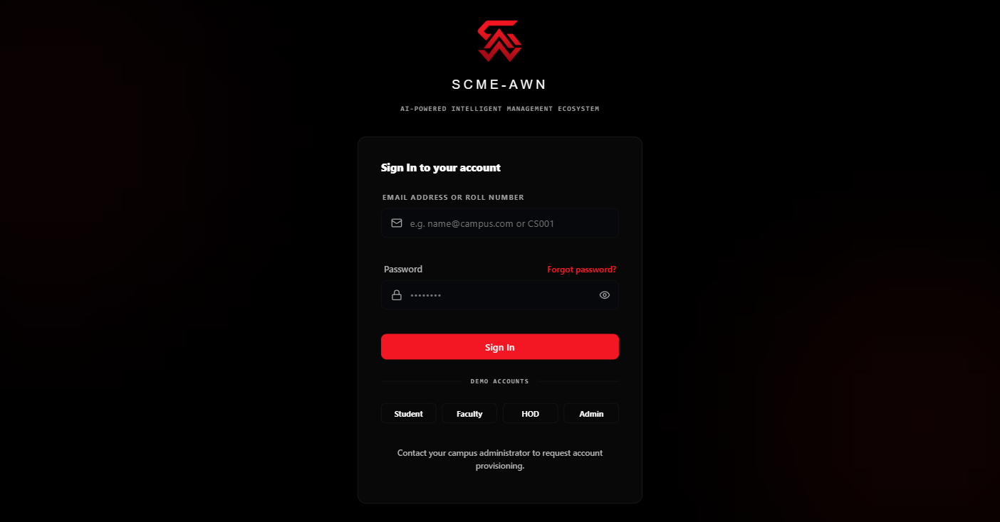 SCME-AWN
AI-POWERED INTELLIGENT MANAGEMENT ECOSYSTEM
Sign In to your account
EMAIL ADDRESS OR ROLL NUMBER
e.g. name@campus.com or CS001
Password
Forgot password?
••••••••
Sign In
DEMO ACCOUNTS
Student
Faculty
HOD
Admin
Contact your campus administrator to request account
provisioning.